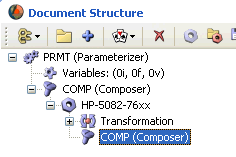 Document Structure
PRMT (Parameterizer)
Variables: (0i, 0f, 0v)
COMP (Composer)
HP-5082-76xx
Transformation
COMP (Composer)